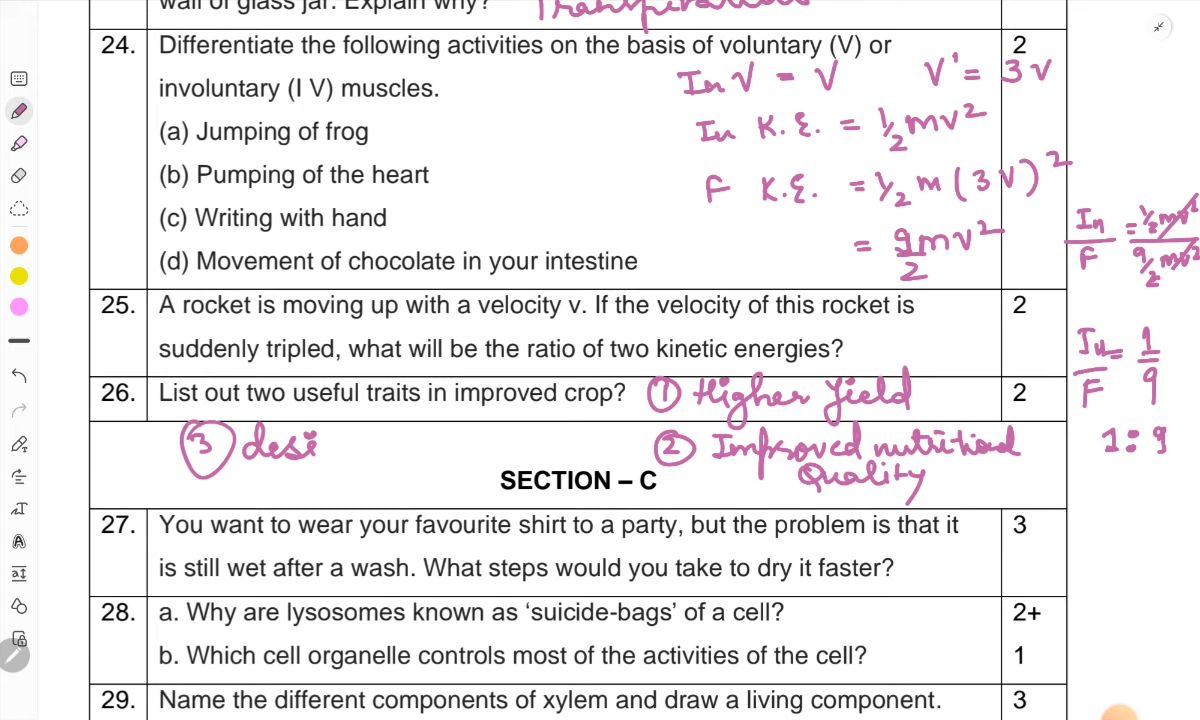 wall of glass jar. Explain why? Transpiration
24. Differentiate the following activities on the basis of voluntary (V) or 2
involuntary (I V) muscles.
(a) Jumping of frog
(b) Pumping of the heart
(c) Writing with hand
(d) Movement of chocolate in your intestine
In V = V V' = 3V
In K.E. = 1/2 mv²
F K.E. = 1/2 m (3V)²
= 9/2 mv²
In/F = 1/2 mv² / 9/2 mv²
25. A rocket is moving up with a velocity v. If the velocity of this rocket is 2
suddenly tripled, what will be the ratio of two kinetic energies?
In/F = 1/9
1:9
26. List out two useful traits in improved crop? ① Higher Yield 2
③ desi ② Improved nutritional
Quality
SECTION – C
27. You want to wear your favourite shirt to a party, but the problem is that it 3
is still wet after a wash. What steps would you take to dry it faster?
28. a. Why are lysosomes known as ‘suicide-bags’ of a cell? 2+
b. Which cell organelle controls most of the activities of the cell? 1
29. Name the different components of xylem and draw a living component. 3